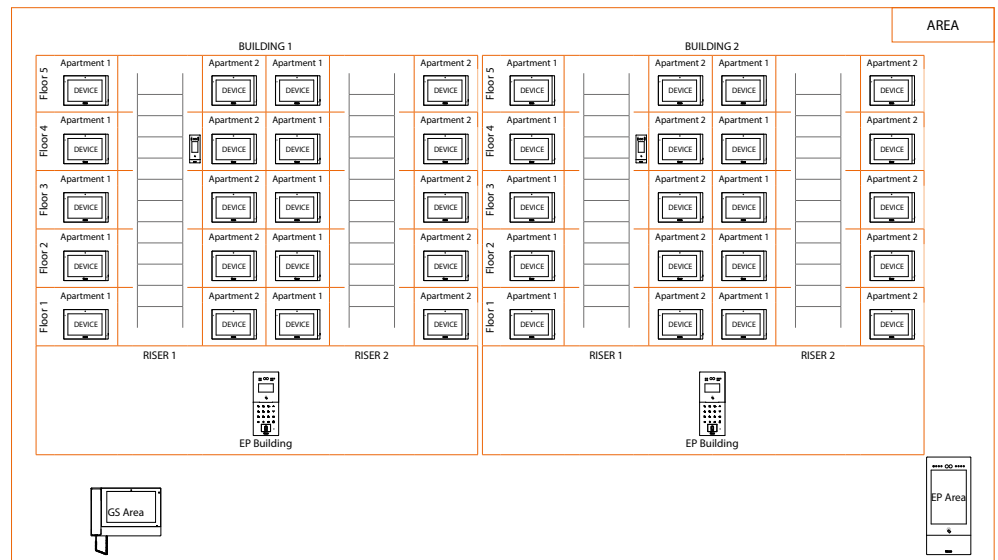 AREA
BUILDING 1
BUILDING 2
Floor 5
Apartment 1
Apartment 2
Apartment 1
Apartment 2
Floor 5
Apartment 1
Apartment 2
Apartment 1
Apartment 2
DEVICE
DEVICE
DEVICE
DEVICE
DEVICE
DEVICE
DEVICE
DEVICE
Floor 4
Apartment 1
Apartment 2
Apartment 1
Apartment 2
Floor 4
Apartment 1
Apartment 2
Apartment 1
Apartment 2
DEVICE
DEVICE
DEVICE
DEVICE
DEVICE
DEVICE
DEVICE
DEVICE
Floor 3
Apartment 1
Apartment 2
Apartment 1
Apartment 2
Floor 3
Apartment 1
Apartment 2
Apartment 1
Apartment 2
DEVICE
DEVICE
DEVICE
DEVICE
DEVICE
DEVICE
DEVICE
DEVICE
Floor 2
Apartment 1
Apartment 2
Apartment 1
Apartment 2
Floor 2
Apartment 1
Apartment 2
Apartment 1
Apartment 2
DEVICE
DEVICE
DEVICE
DEVICE
DEVICE
DEVICE
DEVICE
DEVICE
Floor 1
Apartment 1
Apartment 2
Apartment 1
Apartment 2
Floor 1
Apartment 1
Apartment 2
Apartment 1
Apartment 2
DEVICE
DEVICE
DEVICE
DEVICE
DEVICE
DEVICE
DEVICE
DEVICE
RISER 1
RISER 2
RISER 1
RISER 2
EP Building
EP Building
GS Area
EP Area